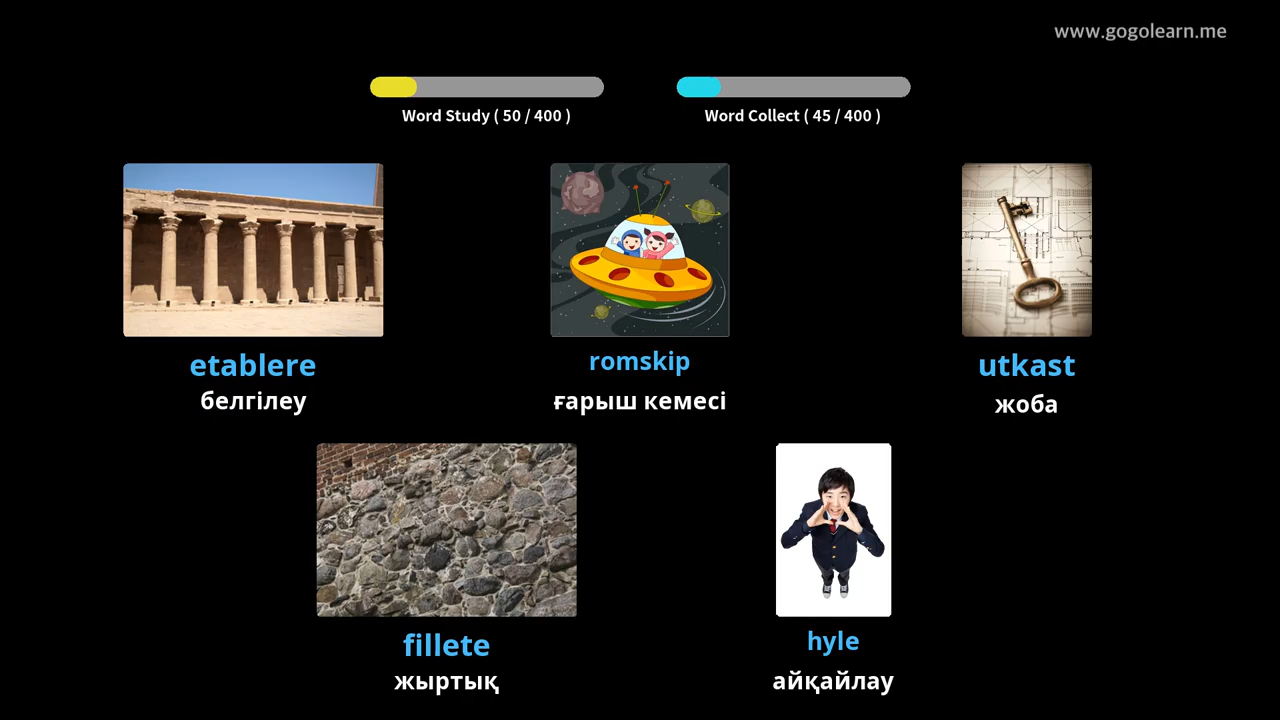 www.gogolearn.me
Word Study ( 50 / 400 )
Word Collect ( 45 / 400 )
etablere
белгілеу
romskip
ғарыш кемесі
utkast
жоба
fillete
жыртық
hyle
айқайлау